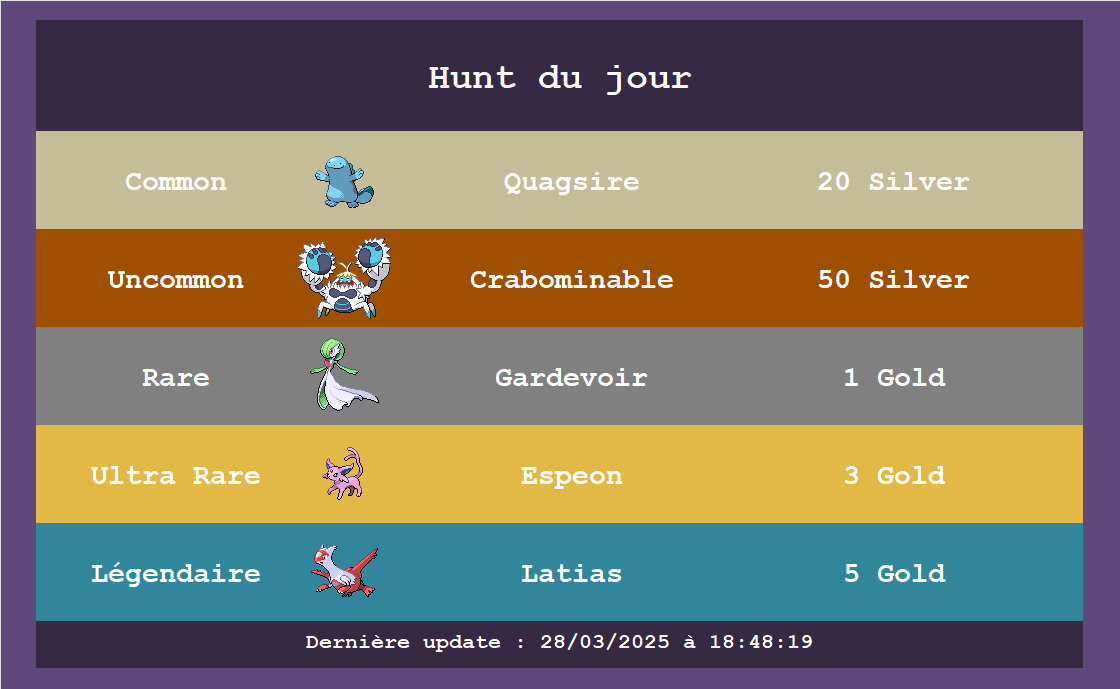 Hunt du jour
Common Quagsire 20 Silver
Uncommon Crabominable 50 Silver
Rare Gardevoir 1 Gold
Ultra Rare Espeon 3 Gold
Légendaire Latias 5 Gold
Dernière update : 28/03/2025 à 18:48:19